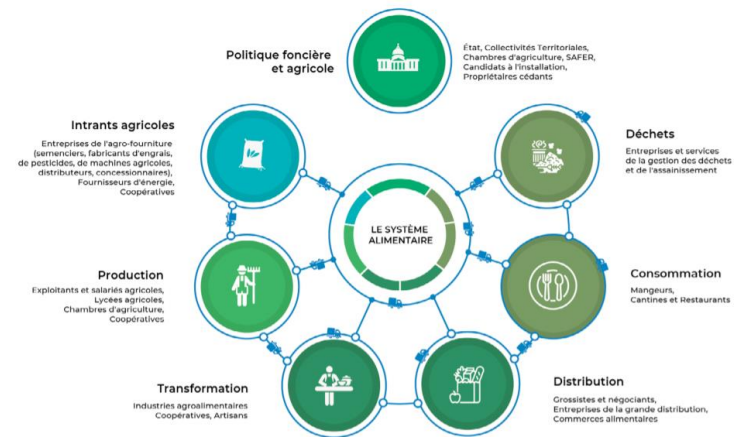 Politique foncière
et agricole
État, Collectivités Territoriales,
Chambres d'agriculture, SAFER,
Candidats à l'installation,
Propriétaires cédants
Intrants agricoles
Entreprises de l'agro-fourniture
(semenciers, fabricants d'engrais,
de pesticides, de machines agricoles,
distributeurs, concessionnaires),
Fournisseurs d'énergie,
Coopératives
Déchets
Entreprises et services
de la gestion des déchets
et de l'assainissement
LE SYSTÈME
ALIMENTAIRE
Production
Exploitants et salariés agricoles,
Lycées agricoles,
Chambres d'agriculture,
Coopératives
Consommation
Mangeurs,
Cantines et Restaurants
Transformation
Industries agroalimentaires
Coopératives, Artisans
Distribution
Grossistes et négociants,
Entreprises de la grande distribution,
Commerces alimentaires